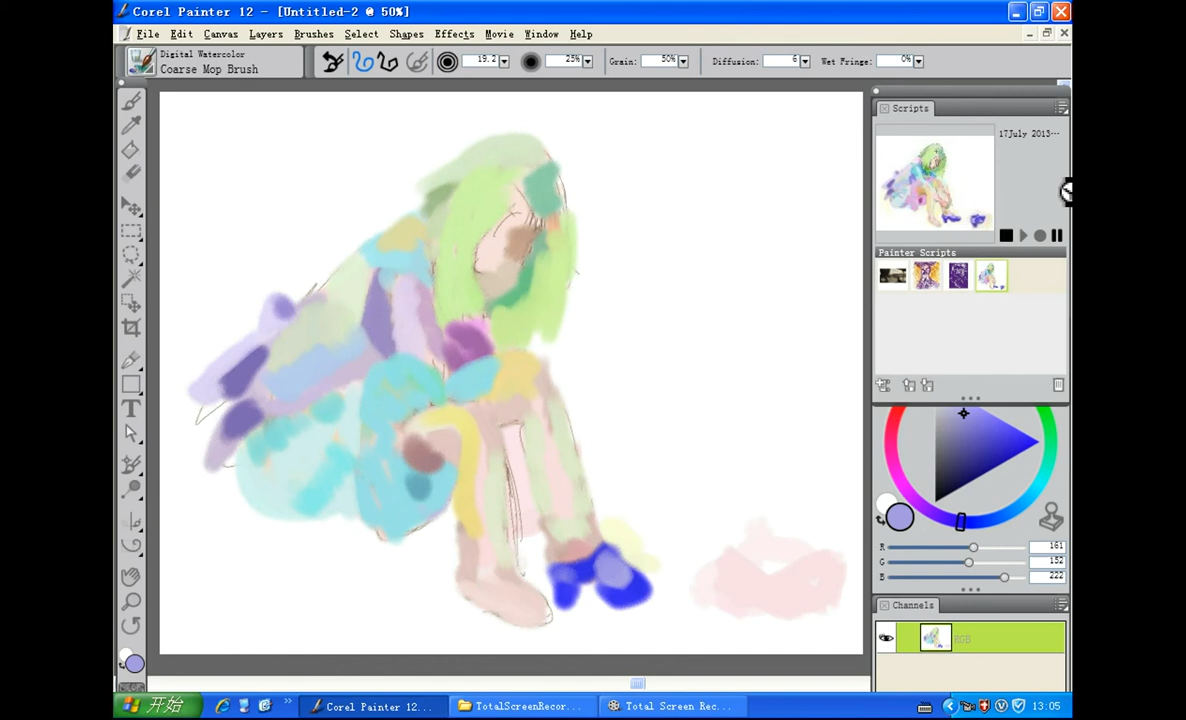 Corel Painter 12 - [Untitled-2 @ 50%]
File Edit Canvas Layers Brushes Select Shapes Effects Movie Window Help
Digital Watercolor
Coarse Mop Brush
19.2 25% Grain: 50% Diffusion: 6 Wet Fringe: 0%
Scripts
17July 2013...
Painter Scripts
R 161
G 152
B 222
Channels
RGB
开始 Corel Painter 12... TotalScreenRecor... Total Screen Rec... 13:05